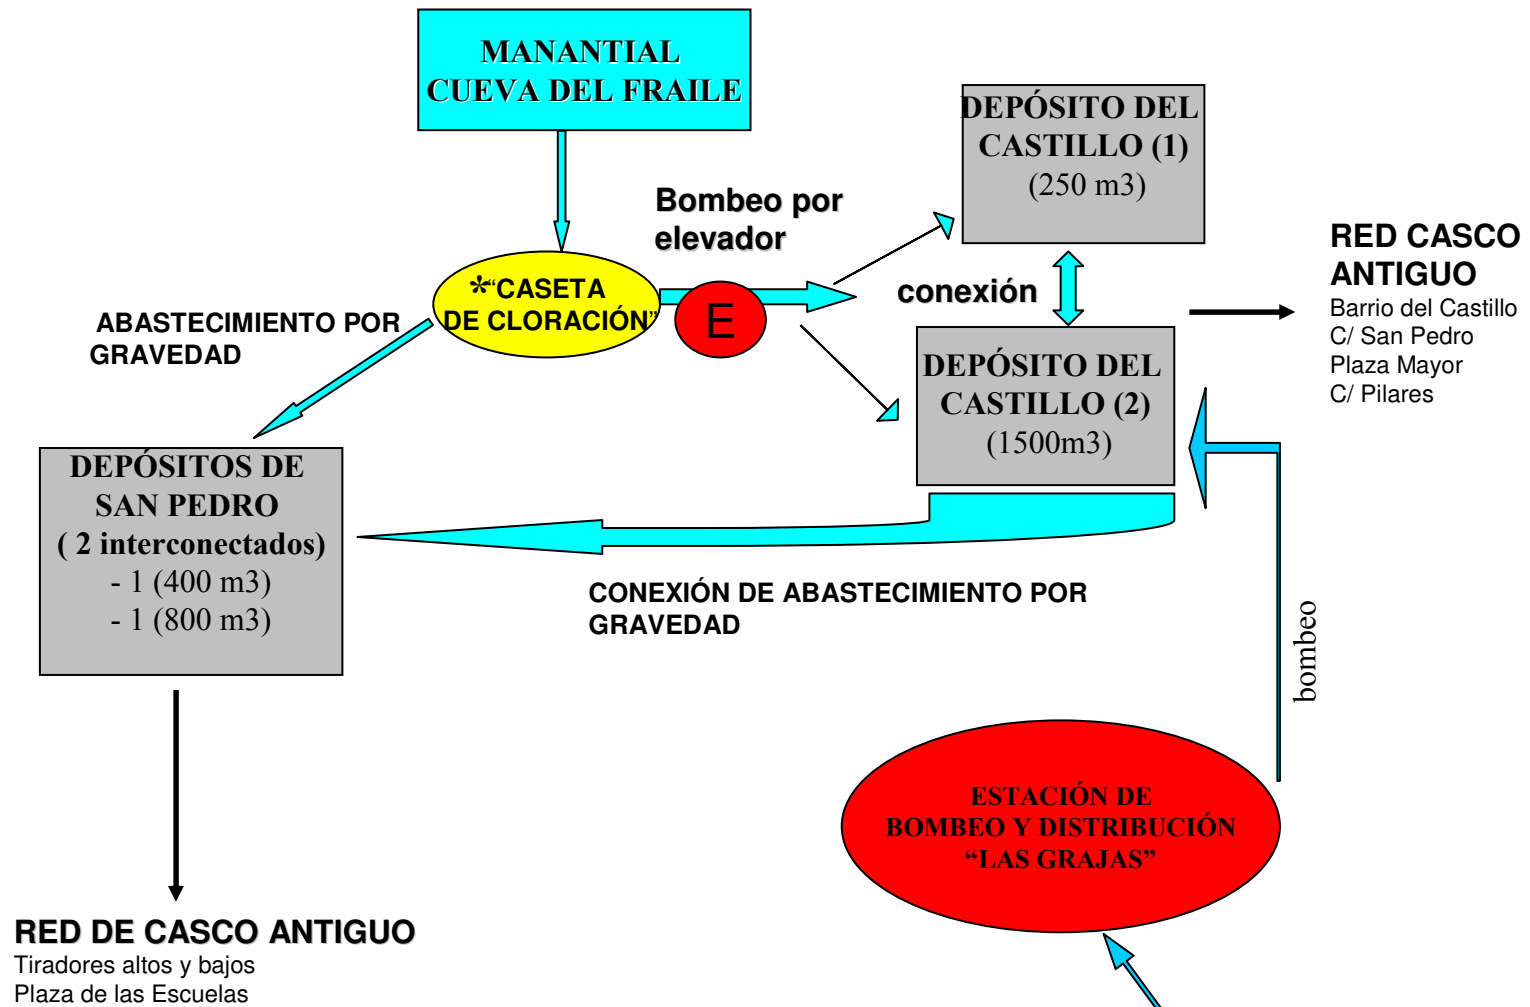 MANANTIAL
CUEVA DEL FRAILE
DEPÓSITO DEL
CASTILLO (1)
(250 m3)
Bombeo por
elevador
RED CASCO
ANTIGUO
Barrio del Castillo
C/ San Pedro
Plaza Mayor
C/ Pilares
*“CASETA
DE CLORACIÓN”
E
conexión
ABASTECIMIENTO POR
GRAVEDAD
DEPÓSITO DEL
CASTILLO (2)
(1500m3)
DEPÓSITOS DE
SAN PEDRO
( 2 interconectados)
- 1 (400 m3)
- 1 (800 m3)
CONEXIÓN DE ABASTECIMIENTO POR
GRAVEDAD
bombeo
ESTACIÓN DE
BOMBEO Y DISTRIBUCIÓN
“LAS GRAJAS”
RED DE CASCO ANTIGUO
Tiradores altos y bajos
Plaza de las Escuelas